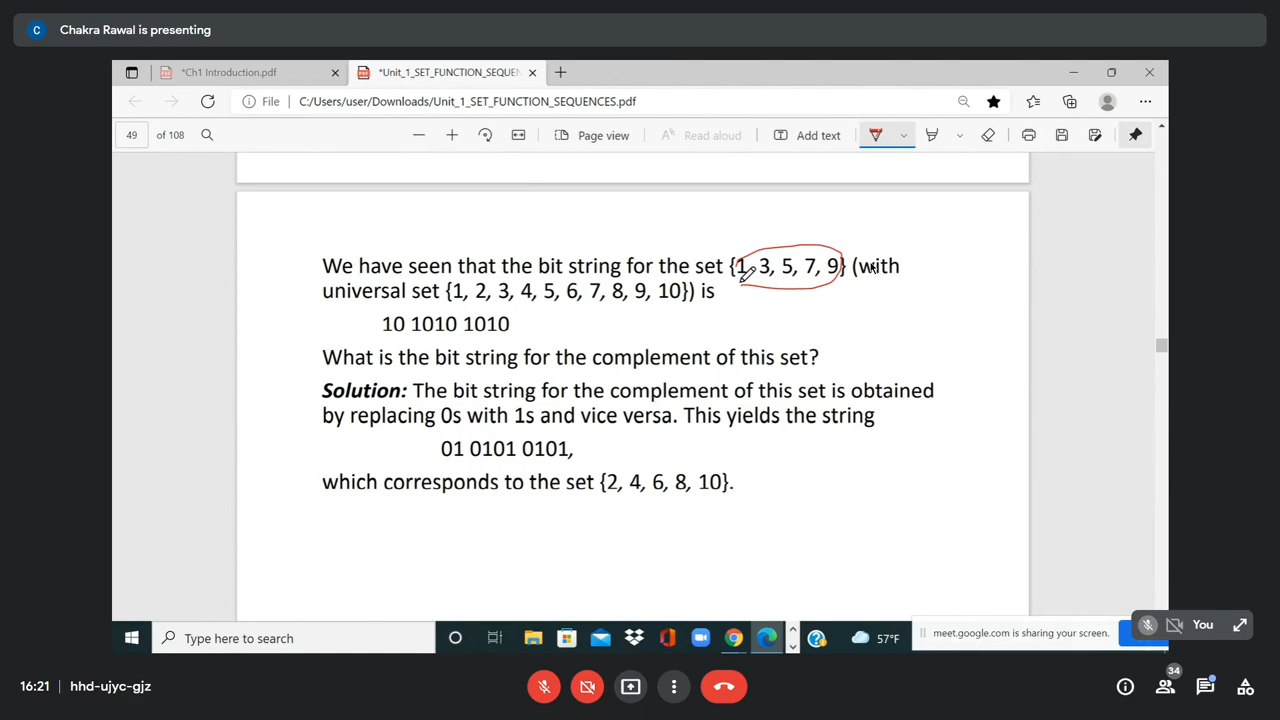 C Chakra Rawal is presenting
*Ch1 Introduction.pdf
*Unit_1_SET_FUNCTION_SEQUEN
File C:/Users/user/Downloads/Unit_1_SET_FUNCTION_SEQUENCES.pdf
49 of 108 Page view Read aloud Add text
We have seen that the bit string for the set {1, 3, 5, 7, 9} (with
universal set {1, 2, 3, 4, 5, 6, 7, 8, 9, 10}) is
10 1010 1010
What is the bit string for the complement of this set?
Solution: The bit string for the complement of this set is obtained
by replacing 0s with 1s and vice versa. This yields the string
01 0101 0101,
which corresponds to the set {2, 4, 6, 8, 10}.
You
Type here to search
57°F
meet.google.com is sharing your screen.
16:21 hhd-ujyc-gjz
34